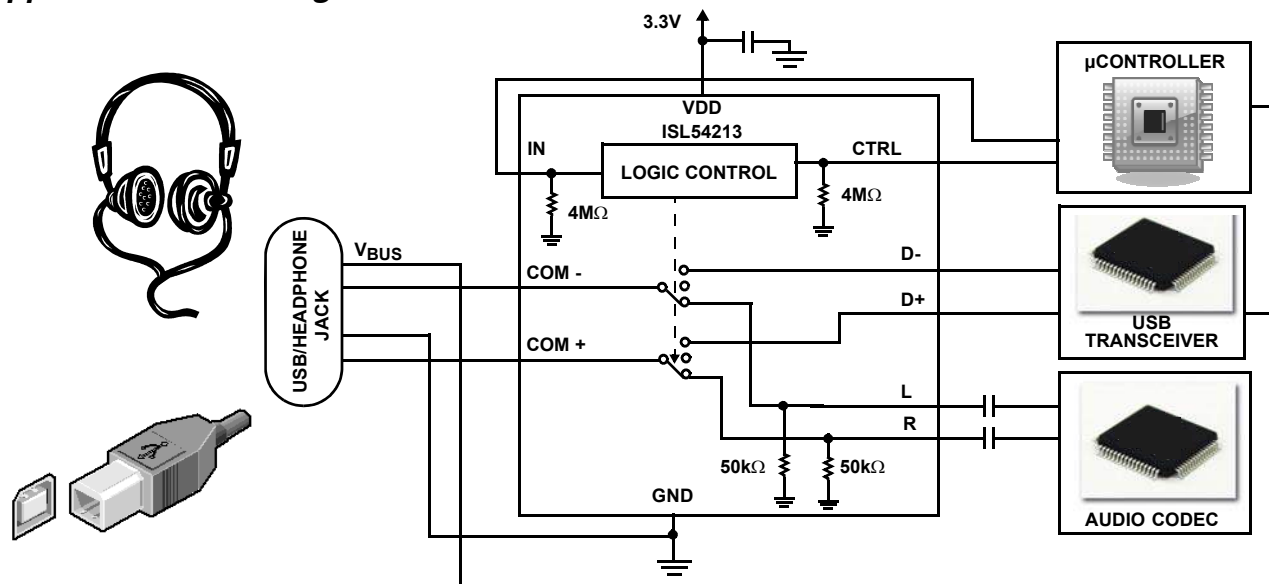 3.3V
µCONTROLLER
VDD
ISL54213
IN
LOGIC CONTROL
CTRL
4MΩ
4MΩ
USB/HEADPHONE
JACK
VBUS
COM -
D-
D+
COM +
USB
TRANSCEIVER
L
R
50kΩ
50kΩ
GND
AUDIO CODEC